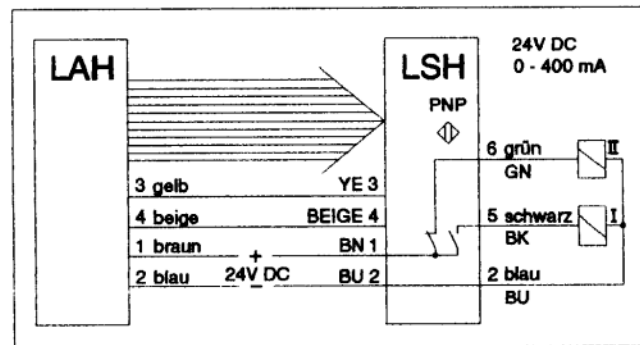 LAH
LSH
24V DC
0 - 400 mA
PNP
6 grün
GN
II
3 gelb
YE 3
4 beige
BEIGE 4
5 schwarz
BK
I
1 braun
+
BN 1
24V DC
2 blau
–
BU 2
2 blau
BU